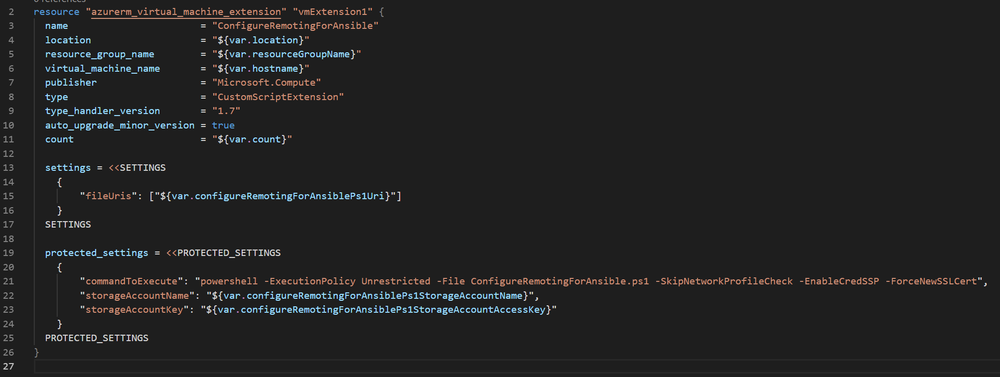 0 references
2 resource "azurerm_virtual_machine_extension" "vmExtension1" {
3 name = "ConfigureRemotingForAnsible"
4 location = "${var.location}"
5 resource_group_name = "${var.resourceGroupName}"
6 virtual_machine_name = "${var.hostname}"
7 publisher = "Microsoft.Compute"
8 type = "CustomScriptExtension"
9 type_handler_version = "1.7"
10 auto_upgrade_minor_version = true
11 count = "${var.count}"
12
13 settings = <<SETTINGS
14 {
15 "fileUris": ["${var.configureRemotingForAnsiblePs1Uri}"]
16 }
17 SETTINGS
18
19 protected_settings = <<PROTECTED_SETTINGS
20 {
21 "commandToExecute": "powershell -ExecutionPolicy Unrestricted -File ConfigureRemotingForAnsible.ps1 -SkipNetworkProfileCheck -EnableCredSSP -ForceNewSSLCert",
22 "storageAccountName": "${var.configureRemotingForAnsiblePs1StorageAccountName}",
23 "storageAccountKey": "${var.configureRemotingForAnsiblePs1StorageAccountAccessKey}"
24 }
25 PROTECTED_SETTINGS
26 }
27